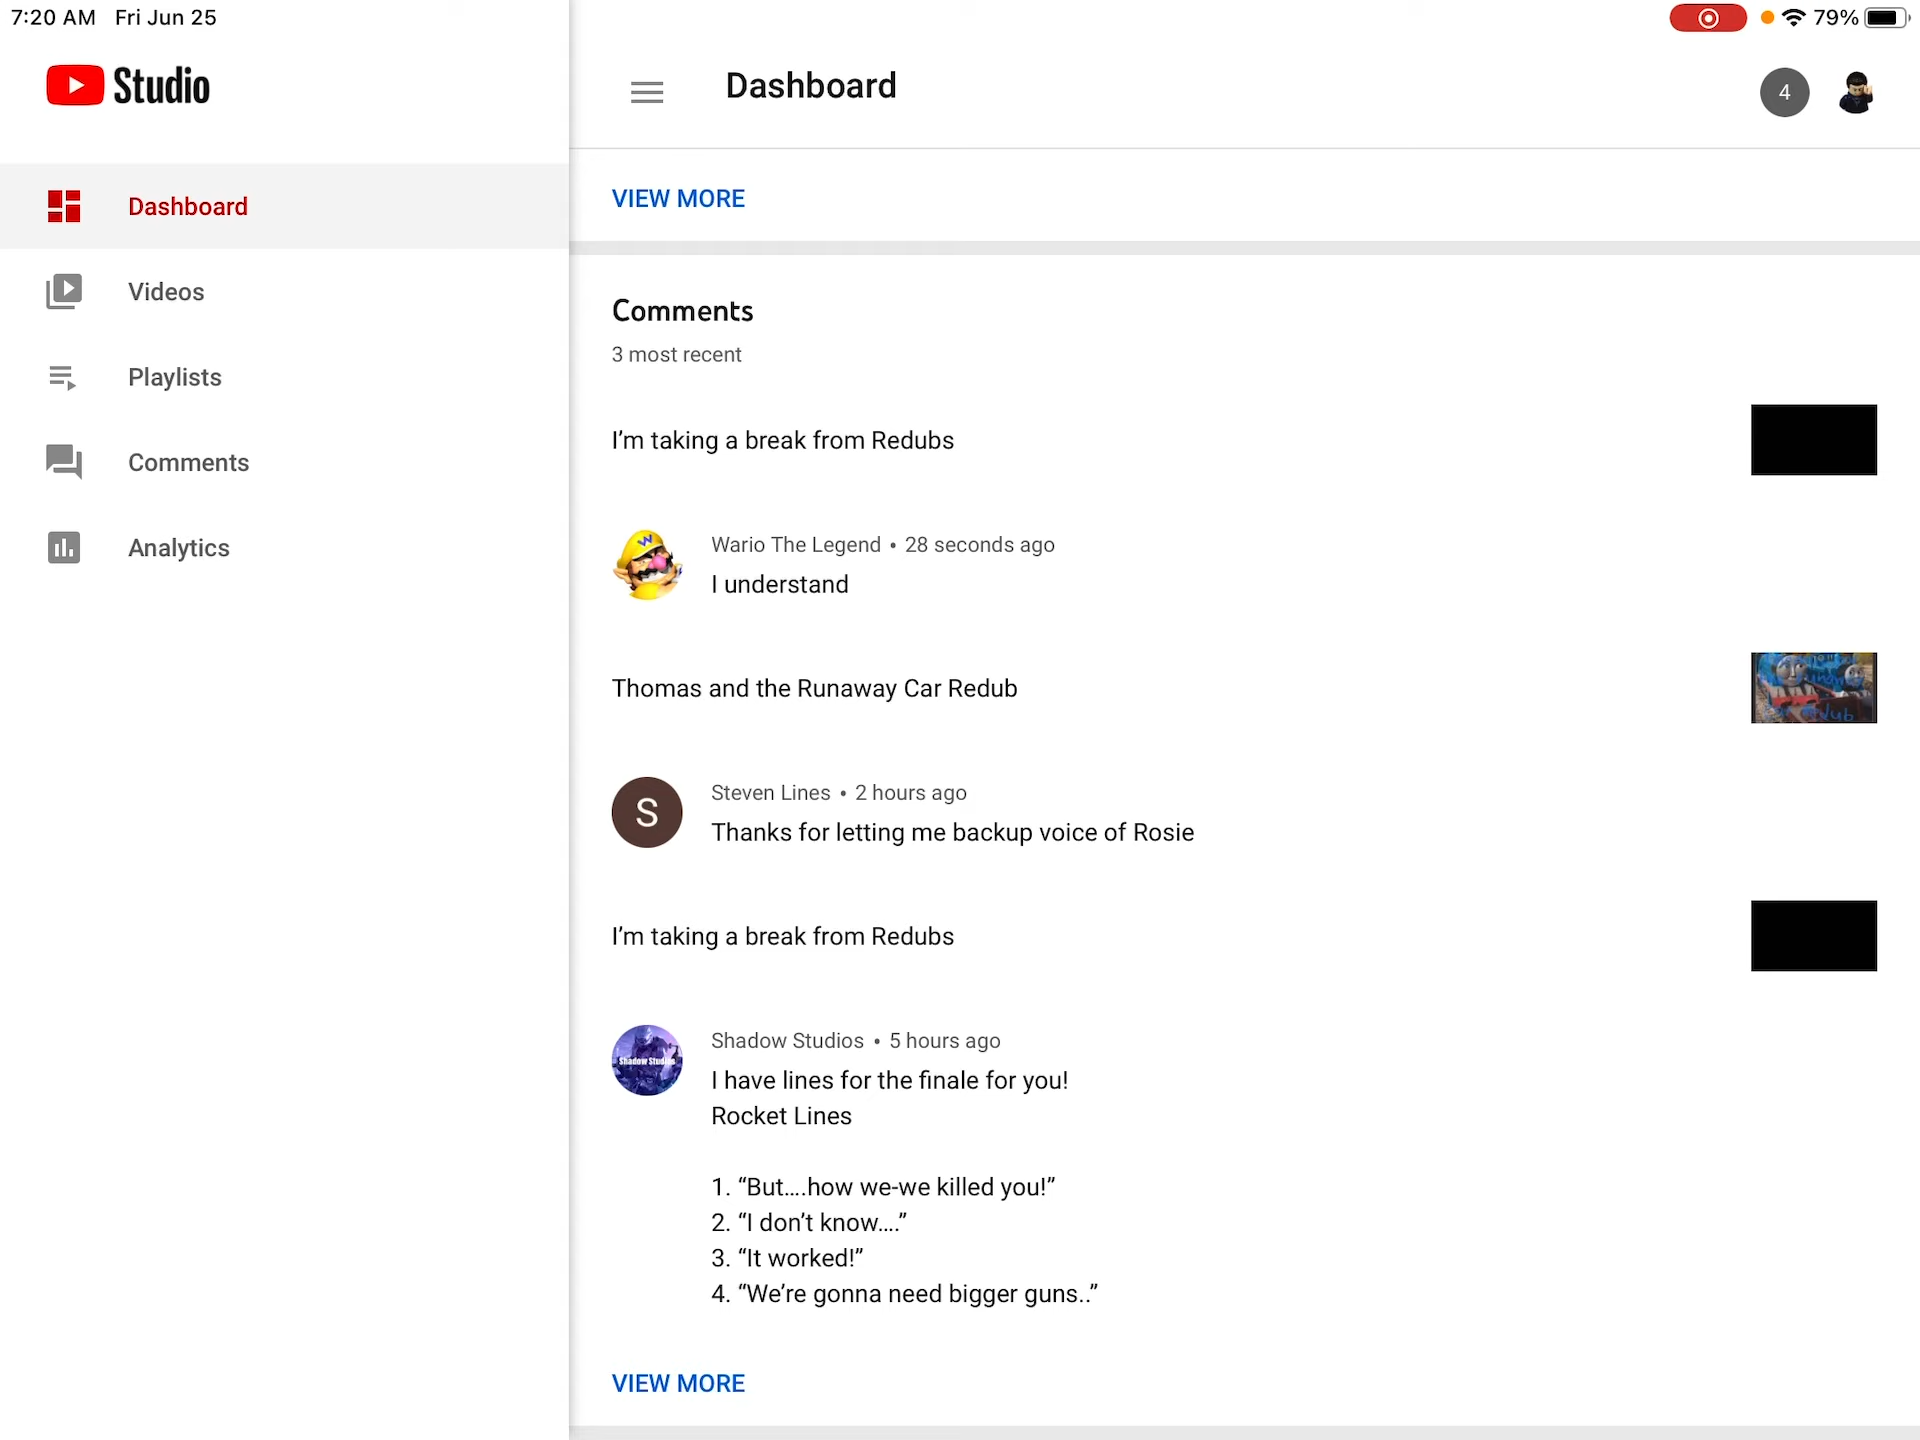 7:20 AM Fri Jun 25
79%
Studio
Dashboard
4
Dashboard
Videos
Playlists
Comments
Analytics
VIEW MORE
Comments
3 most recent
I’m taking a break from Redubs
Wario The Legend • 28 seconds ago
I understand
Thomas and the Runaway Car Redub
Steven Lines • 2 hours ago
S
Thanks for letting me backup voice of Rosie
I’m taking a break from Redubs
Shadow Studios • 5 hours ago
Shadow Studios
I have lines for the finale for you!
Rocket Lines
1. “But....how we-we killed you!”
2. “I don’t know....”
3. “It worked!”
4. “We’re gonna need bigger guns..”
VIEW MORE